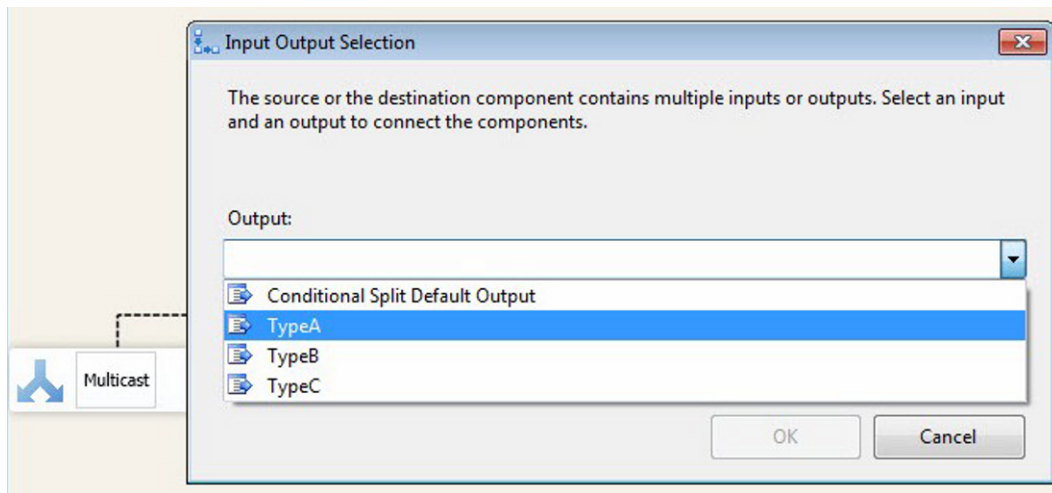 Input Output Selection
The source or the destination component contains multiple inputs or outputs. Select an input
and an output to connect the components.
Output:
Conditional Split Default Output
TypeA
TypeB
TypeC
Multicast
OK
Cancel